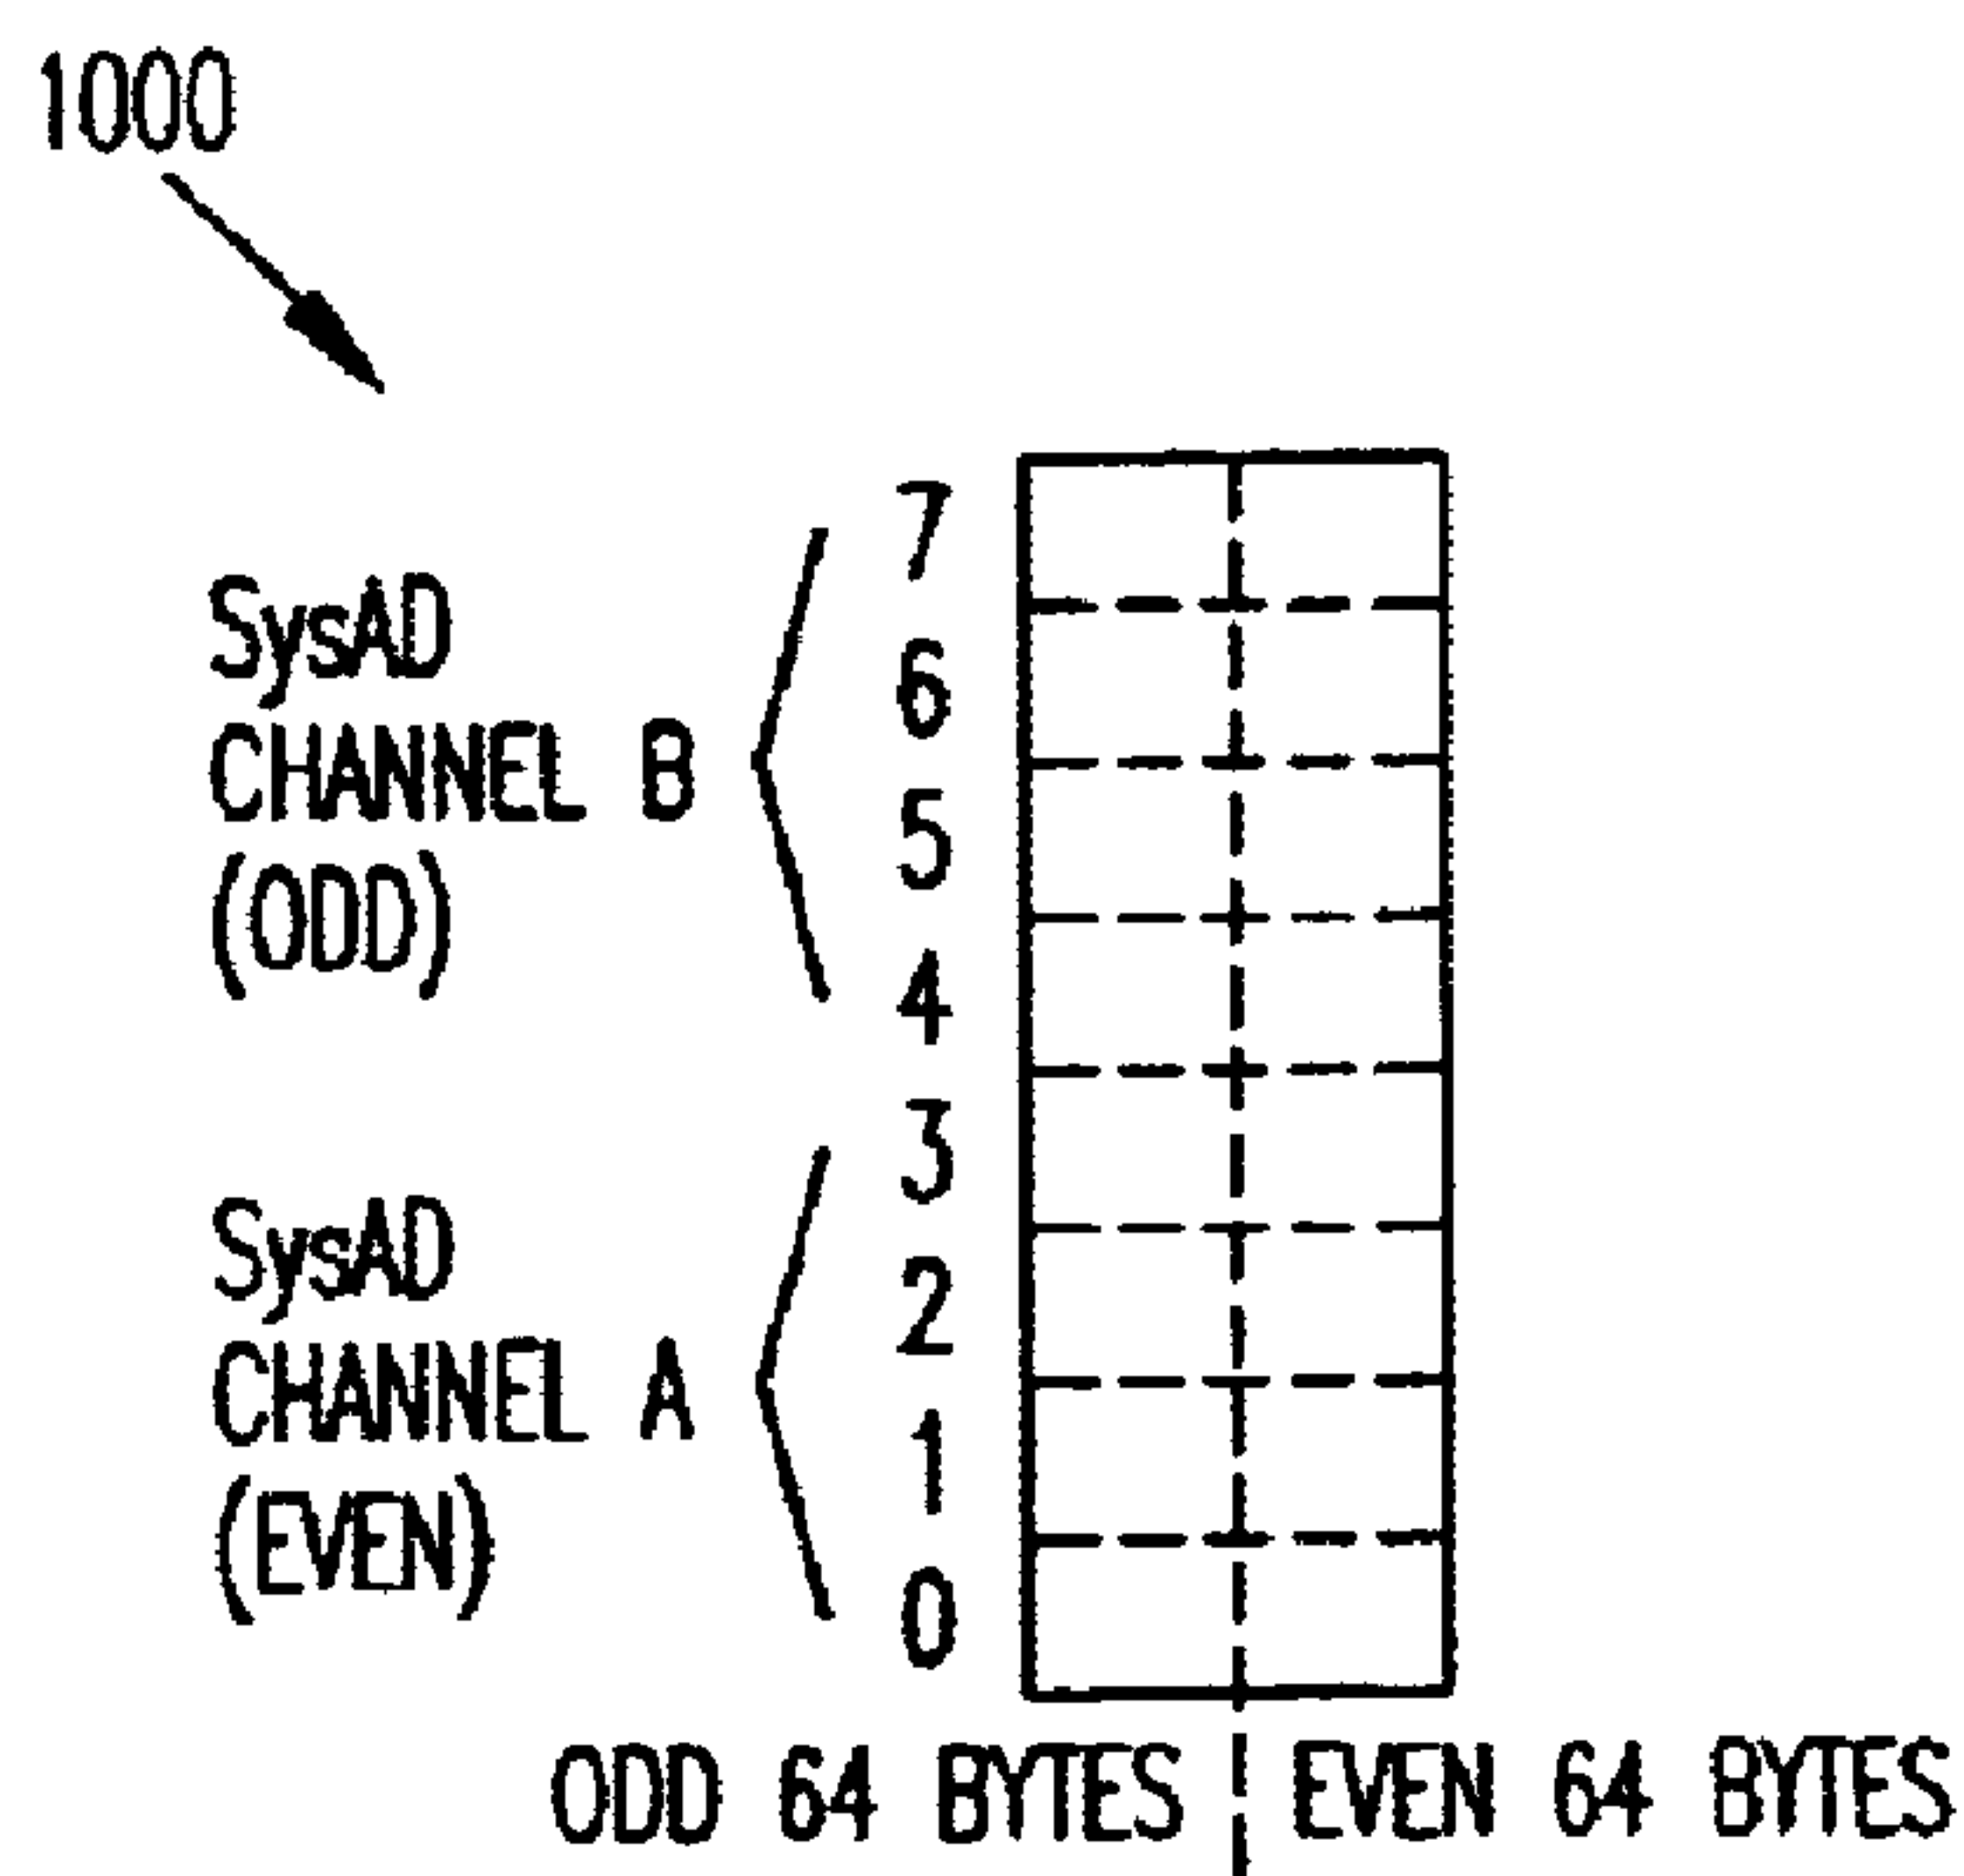 1000
7
SysAD
6
CHANNEL B
5
(ODD)
4
3
SysAD
2
CHANNEL A
1
(EVEN)
0
ODD 64 BYTES
EVEN 64 BYTES